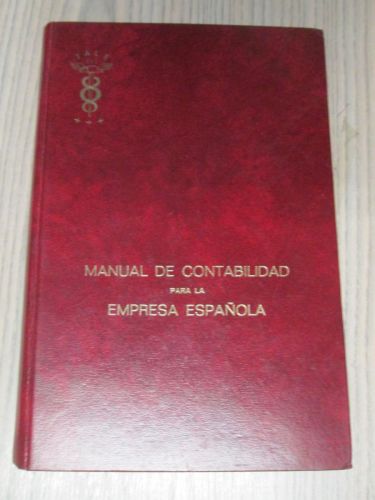 MANUAL DE CONTABILIDAD
PARA LA
EMPRESA ESPAÑOLA